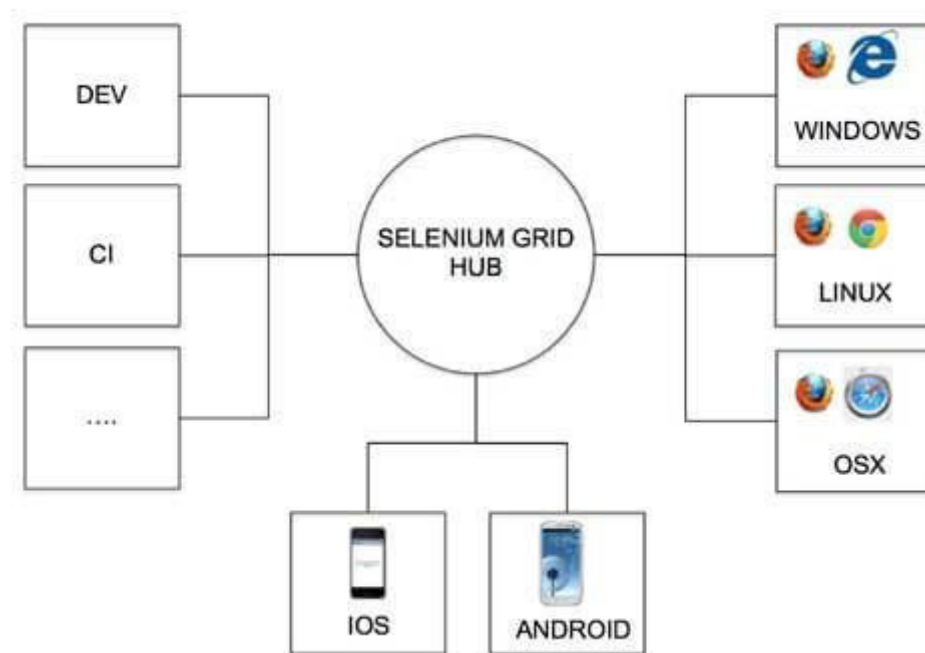 DEV
CI
....
SELENIUM GRID
HUB
WINDOWS
LINUX
OSX
IOS
ANDROID